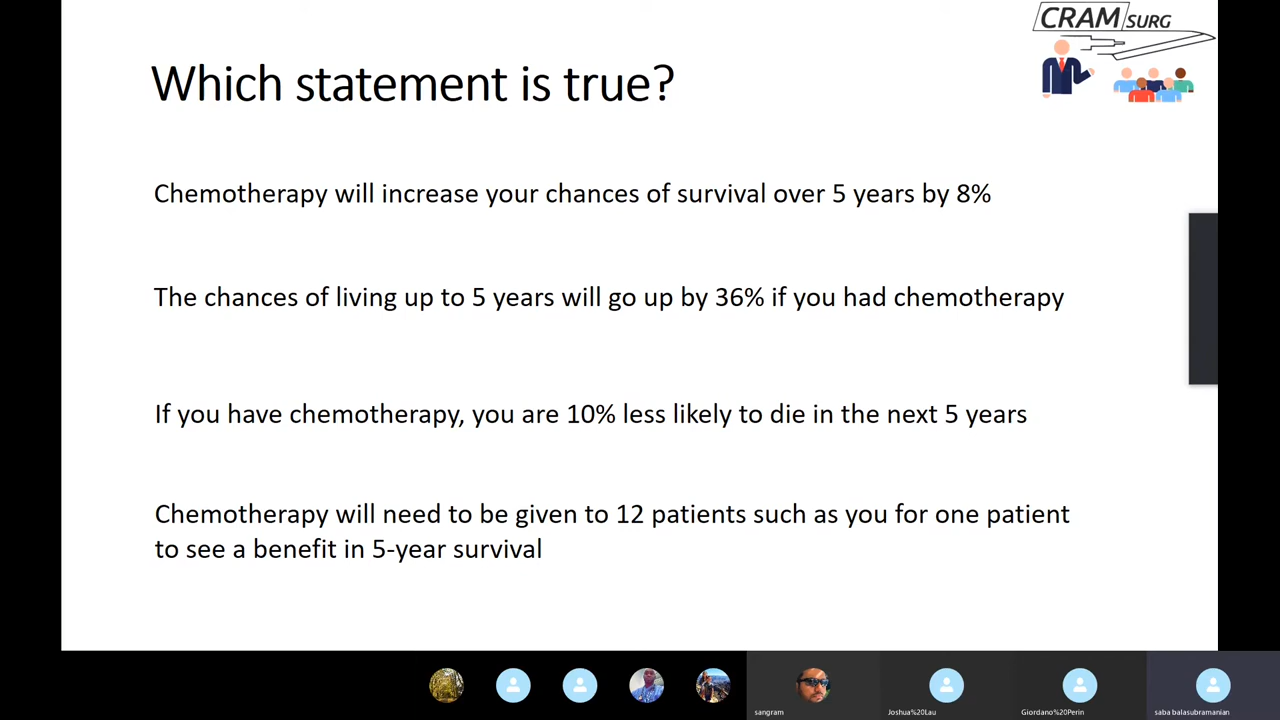 CRAM SURG
Which statement is true?
Chemotherapy will increase your chances of survival over 5 years by 8%
The chances of living up to 5 years will go up by 36% if you had chemotherapy
If you have chemotherapy, you are 10% less likely to die in the next 5 years
Chemotherapy will need to be given to 12 patients such as you for one patient
to see a benefit in 5-year survival
sangram
Joshua%20Lau
Giordano%20Perin
saba balasubramanian